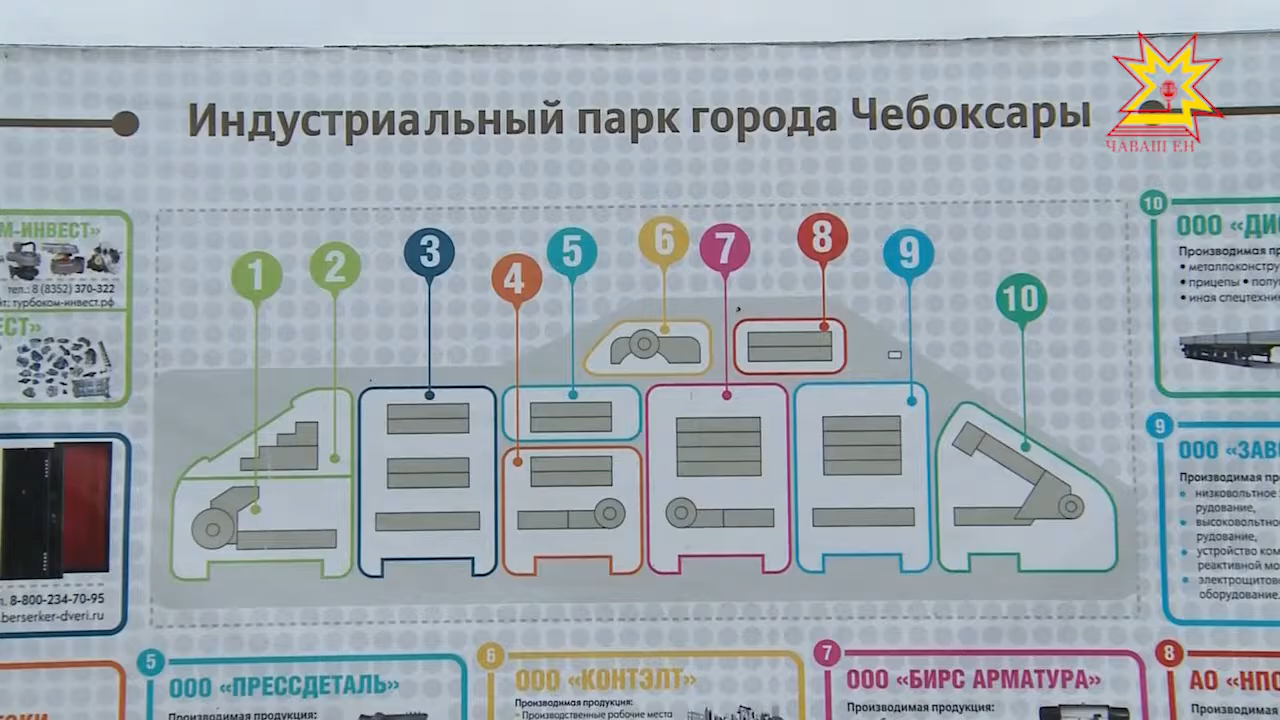 Индустриальный парк города Чебоксары
ЧАВАШ ЕН
М-ИНВЕСТ»
тел.: 8 (8352) 370-322
йт: турбоком-инвест.рф
ЕСТ»
8-800-234-70-95
berserker-dveri.ru
1
2
3
4
5
6
7
8
9
10
10
ООО «ДИ
Производимая пр
• металлоконстру
• прицепы • полу
• иная спецтехни
9
ООО «ЗАВ
Производимая пр
• низковольтное
рудование,
• высоковольтно
рудование,
• устройство ком
реактивной мо
• электрощитов
оборудование
5
ООО «ПРЕССДЕТАЛЬ»
Производимая продукция:
6
ООО «КОНТЭЛТ»
Производимая продукция:
• Производственные рабочие места
7
ООО «БИРС АРМАТУРА»
Производимая продукция:
8
АО «НПО
Производимая